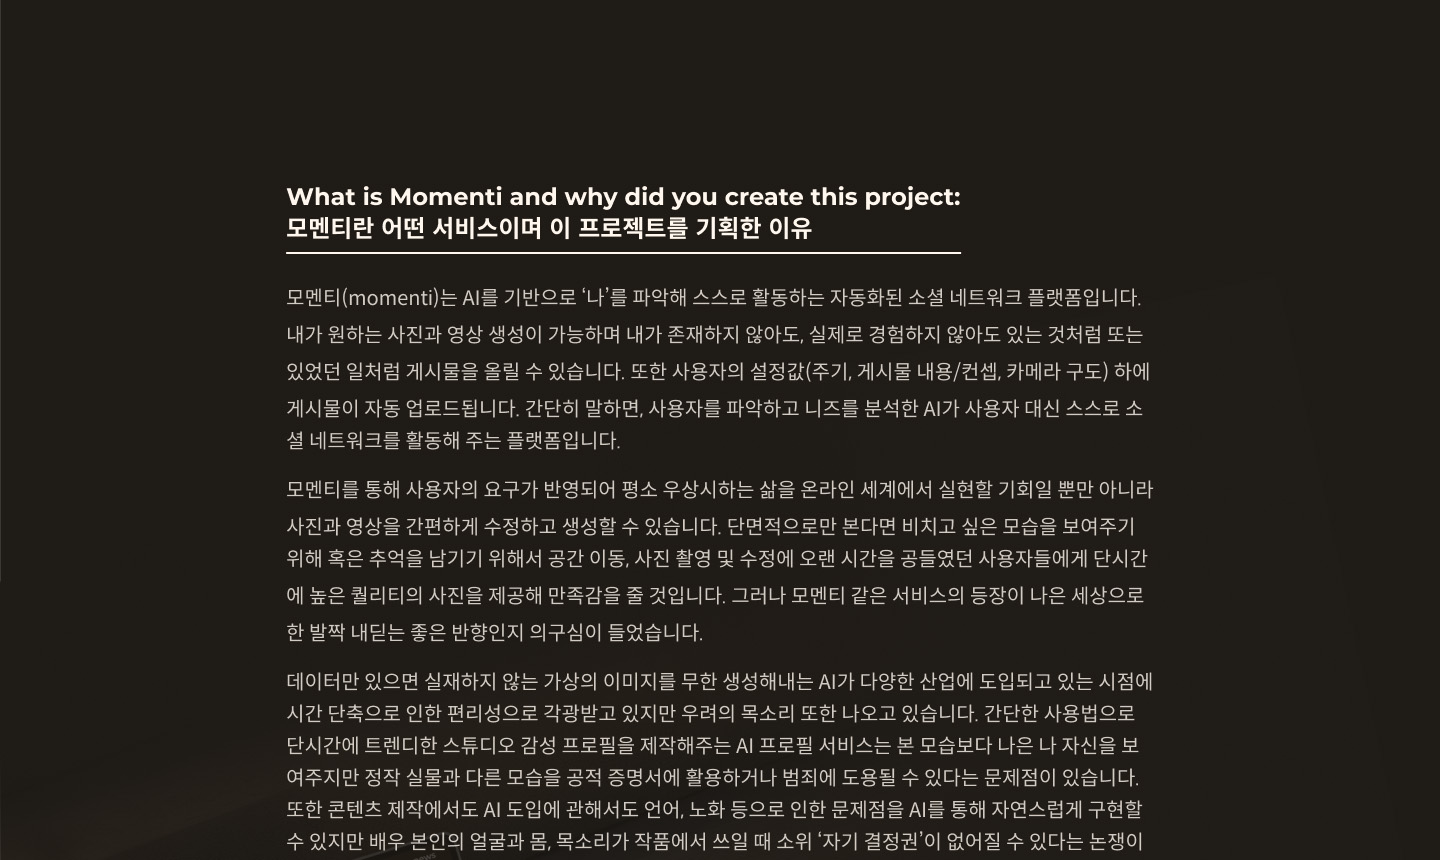 What is Momenti and why did you create this project:
모멘티란 어떤 서비스이며 이 프로젝트를 기획한 이유
모멘티(momenti)는 AI를 기반으로 ‘나’를 파악해 스스로 활동하는 자동화된 소셜 네트워크 플랫폼입니다.
내가 원하는 사진과 영상 생성이 가능하며 내가 존재하지 않아도, 실제로 경험하지 않아도 있는 것처럼 또는
있었던 일처럼 게시물을 올릴 수 있습니다. 또한 사용자의 설정값(주기, 게시물 내용/컨셉, 카메라 구도) 하에
게시물이 자동 업로드됩니다. 간단히 말하면, 사용자를 파악하고 니즈를 분석한 AI가 사용자 대신 스스로 소
셜 네트워크를 활동해 주는 플랫폼입니다.
모멘티를 통해 사용자의 요구가 반영되어 평소 우상시하는 삶을 온라인 세계에서 실현할 기회일 뿐만 아니라
사진과 영상을 간편하게 수정하고 생성할 수 있습니다. 단면적으로만 본다면 비치고 싶은 모습을 보여주기
위해 혹은 추억을 남기기 위해서 공간 이동, 사진 촬영 및 수정에 오랜 시간을 공들였던 사용자들에게 단시간
에 높은 퀄리티의 사진을 제공해 만족감을 줄 것입니다. 그러나 모멘티 같은 서비스의 등장이 나은 세상으로
한 발짝 내딛는 좋은 반향인지 의구심이 들었습니다.
데이터만 있으면 실재하지 않는 가상의 이미지를 무한 생성해내는 AI가 다양한 산업에 도입되고 있는 시점에
시간 단축으로 인한 편리성으로 각광받고 있지만 우려의 목소리 또한 나오고 있습니다. 간단한 사용법으로
단시간에 트렌디한 스튜디오 감성 프로필을 제작해주는 AI 프로필 서비스는 본 모습보다 나은 나 자신을 보
여주지만 정작 실물과 다른 모습을 공적 증명서에 활용하거나 범죄에 도용될 수 있다는 문제점이 있습니다.
또한 콘텐츠 제작에서도 AI 도입에 관해서도 언어, 노화 등으로 인한 문제점을 AI를 통해 자연스럽게 구현할
수 있지만 배우 본인의 얼굴과 몸, 목소리가 작품에서 쓰일 때 소위 ‘자기 결정권’이 없어질 수 있다는 논쟁이